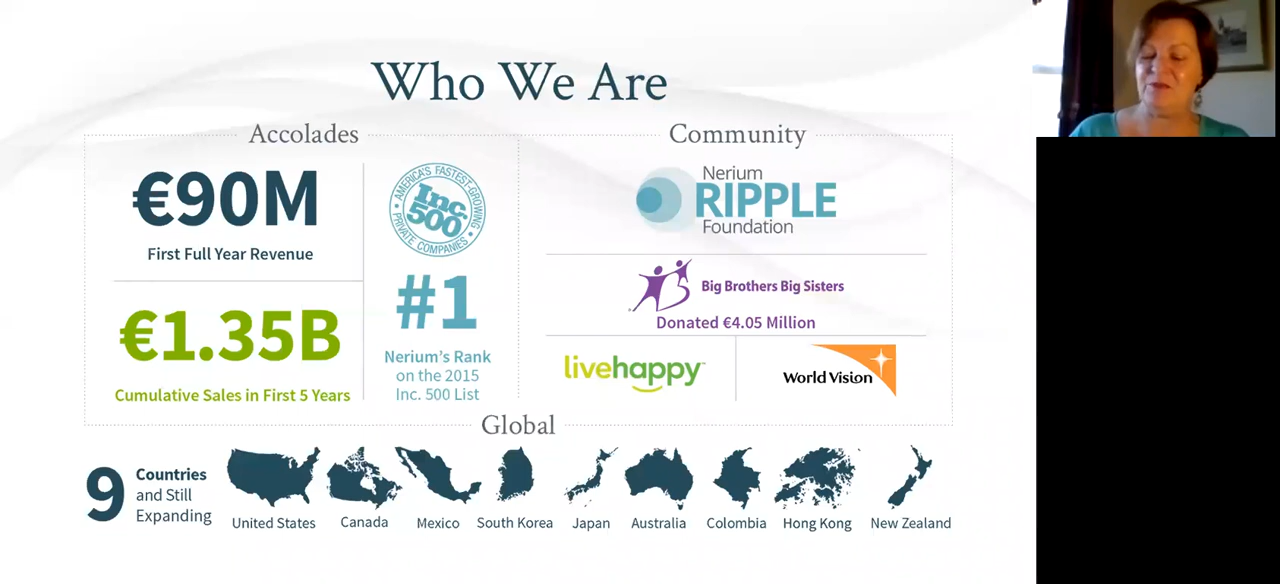 Who We Are
Accolades
€90M
First Full Year Revenue
€1.35B
Cumulative Sales in First 5 Years
AMERICA'S FASTEST-GROWING
Inc.
500
PRIVATE COMPANIES
#1
Nerium's Rank
on the 2015
Inc. 500 List
Community
Nerium
RIPPLE
Foundation
Big Brothers Big Sisters
Donated €4.05 Million
livehappy™
World Vision
Global
9
Countries
and Still
Expanding
United States
Canada
Mexico
South Korea
Japan
Australia
Colombia
Hong Kong
New Zealand